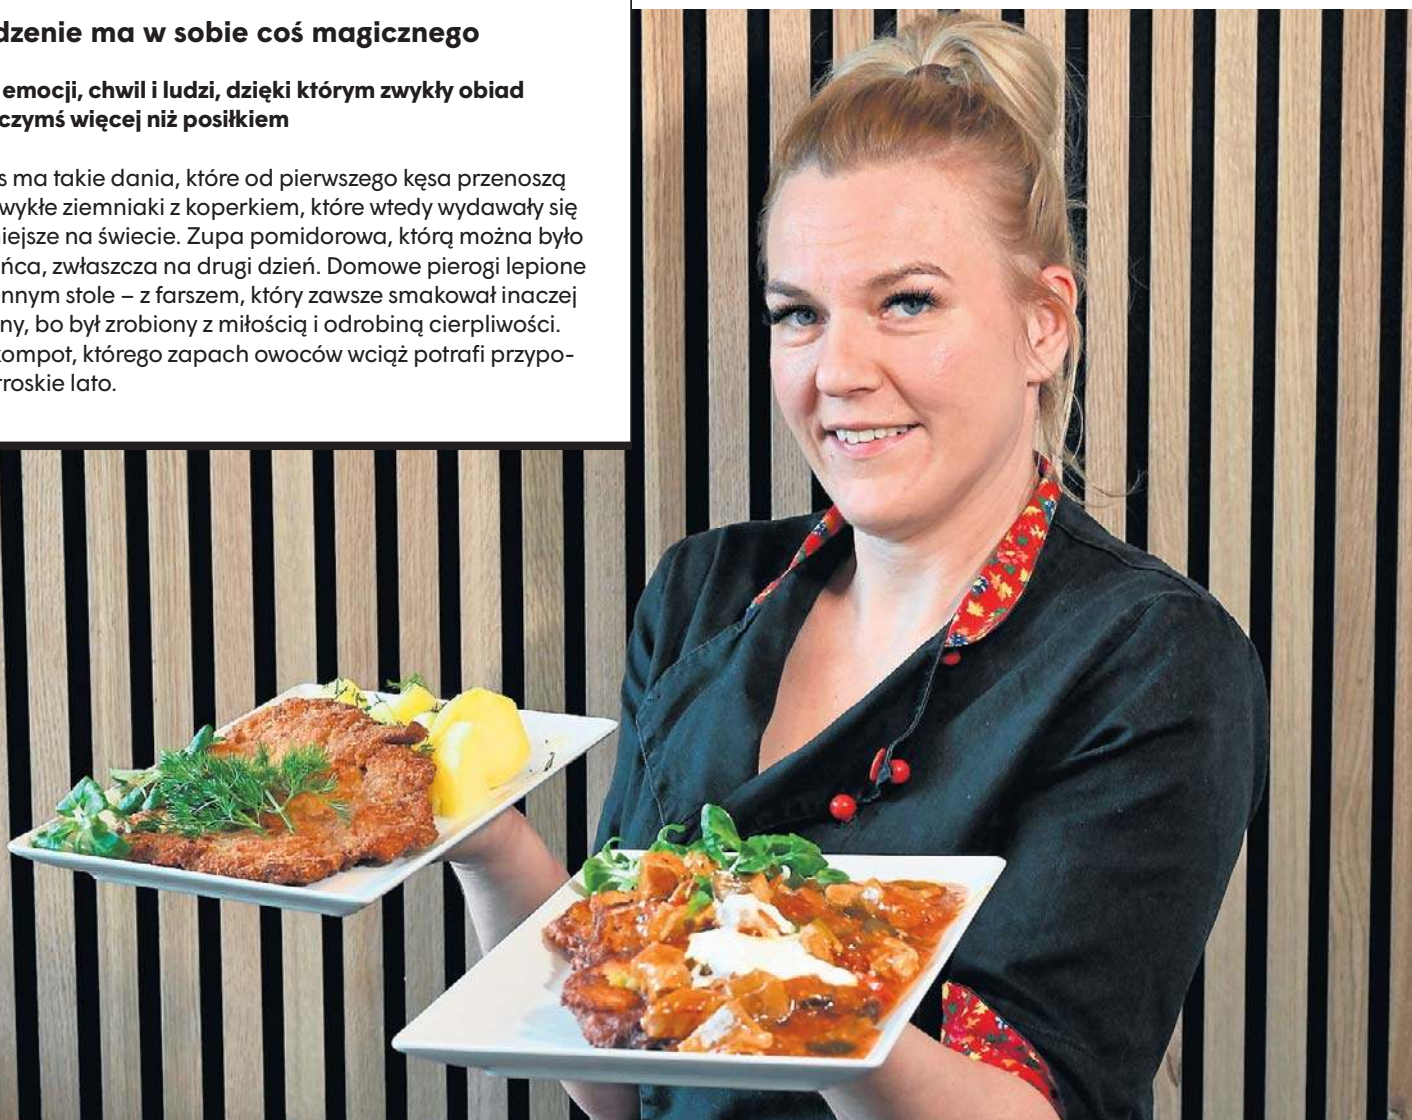 dzenie ma w sobie coś magicznego
emocji, chwil i ludzi, dzięki którym zwykły obiad
czymś więcej niż posiłkiem
s ma takie dania, które od pierwszego kęsa przenoszą
wykłe ziemniaki z koperkiem, które wtedy wydawały się
iejsze na świecie. Zupa pomidorowa, którą można było
ńca, zwłaszcza na drugi dzień. Domowe pierogi lepione
nnym stole – z farszem, który zawsze smakował inaczej
ny, bo był zrobiony z miłością i odrobiną cierpliwości.
kompot, którego zapach owoców wciąż potrafi przypo-
troskie lato.